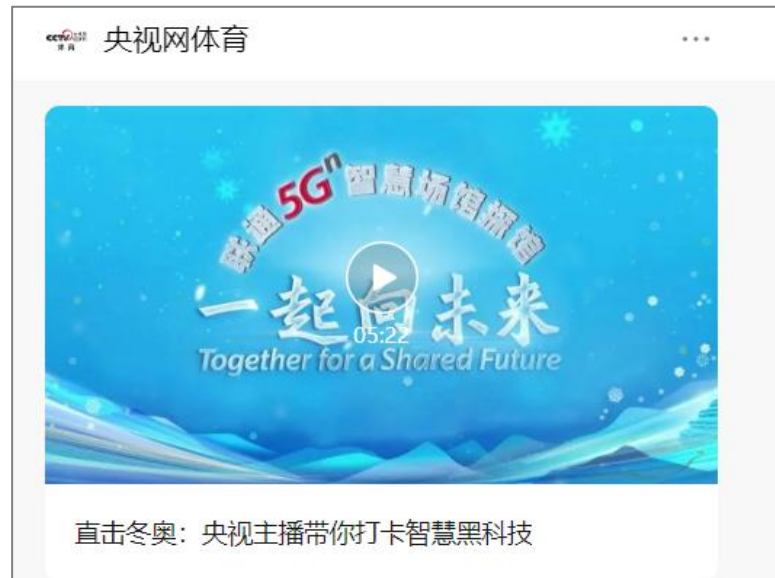 央视网体育
联通5Gⁿ智慧场馆探馆
一起向未来
05:22
Together for a Shared Future
直击冬奥：央视主播带你打卡智慧黑科技